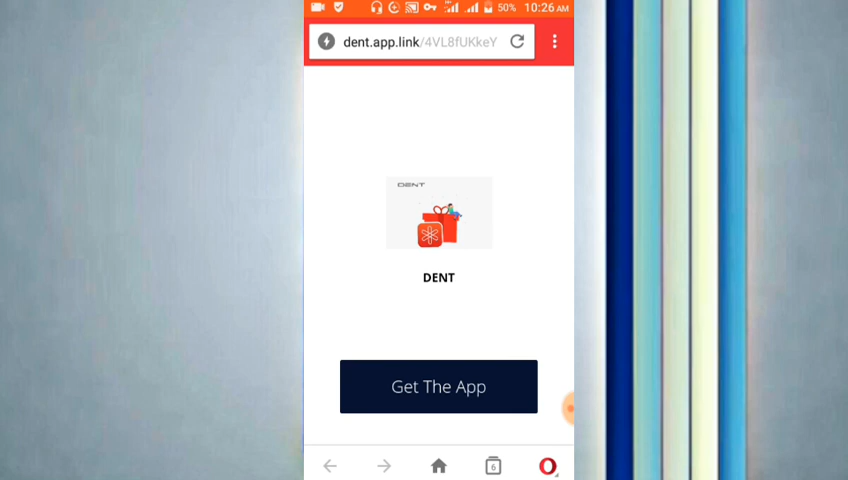 50% 10:26 AM
dent.app.link/4VL8fUKkeY
DENT
DENT
Get The App
6